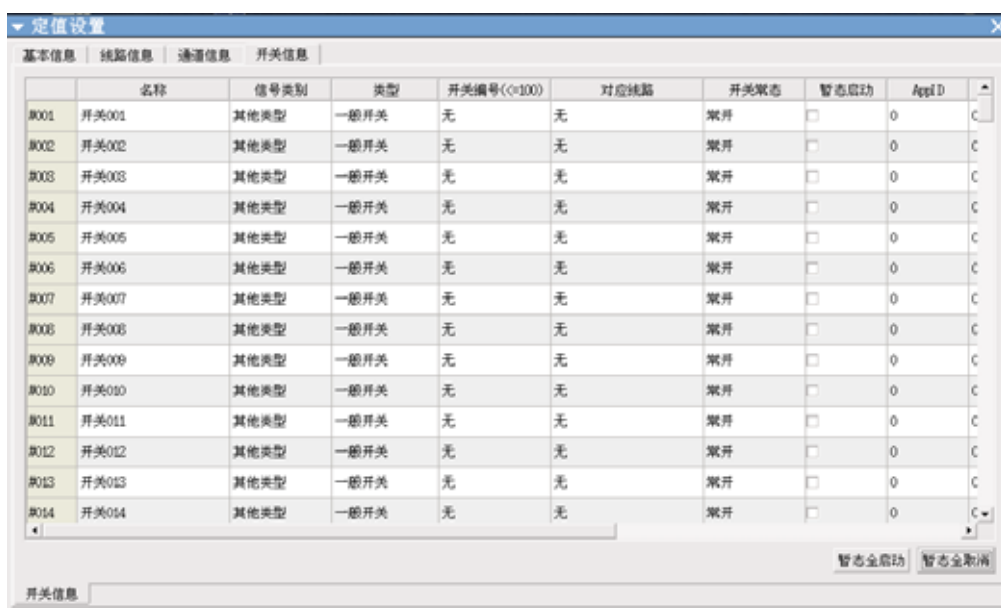 定值设置
基本信息 线路信息 通道信息 开关信息
名称 信号类别 类型 开关编号(<=100) 对应线路 开关常态 暂态启动 AppID
#001 开关001 其他类型 一般开关 无 无 常开 0
#002 开关002 其他类型 一般开关 无 无 常开 0
#003 开关003 其他类型 一般开关 无 无 常开 0
#004 开关004 其他类型 一般开关 无 无 常开 0
#005 开关005 其他类型 一般开关 无 无 常开 0
#006 开关006 其他类型 一般开关 无 无 常开 0
#007 开关007 其他类型 一般开关 无 无 常开 0
#008 开关008 其他类型 一般开关 无 无 常开 0
#009 开关009 其他类型 一般开关 无 无 常开 0
#010 开关010 其他类型 一般开关 无 无 常开 0
#011 开关011 其他类型 一般开关 无 无 常开 0
#012 开关012 其他类型 一般开关 无 无 常开 0
#013 开关013 其他类型 一般开关 无 无 常开 0
#014 开关014 其他类型 一般开关 无 无 常开 0
暂态全启动 暂态全取消
开关信息